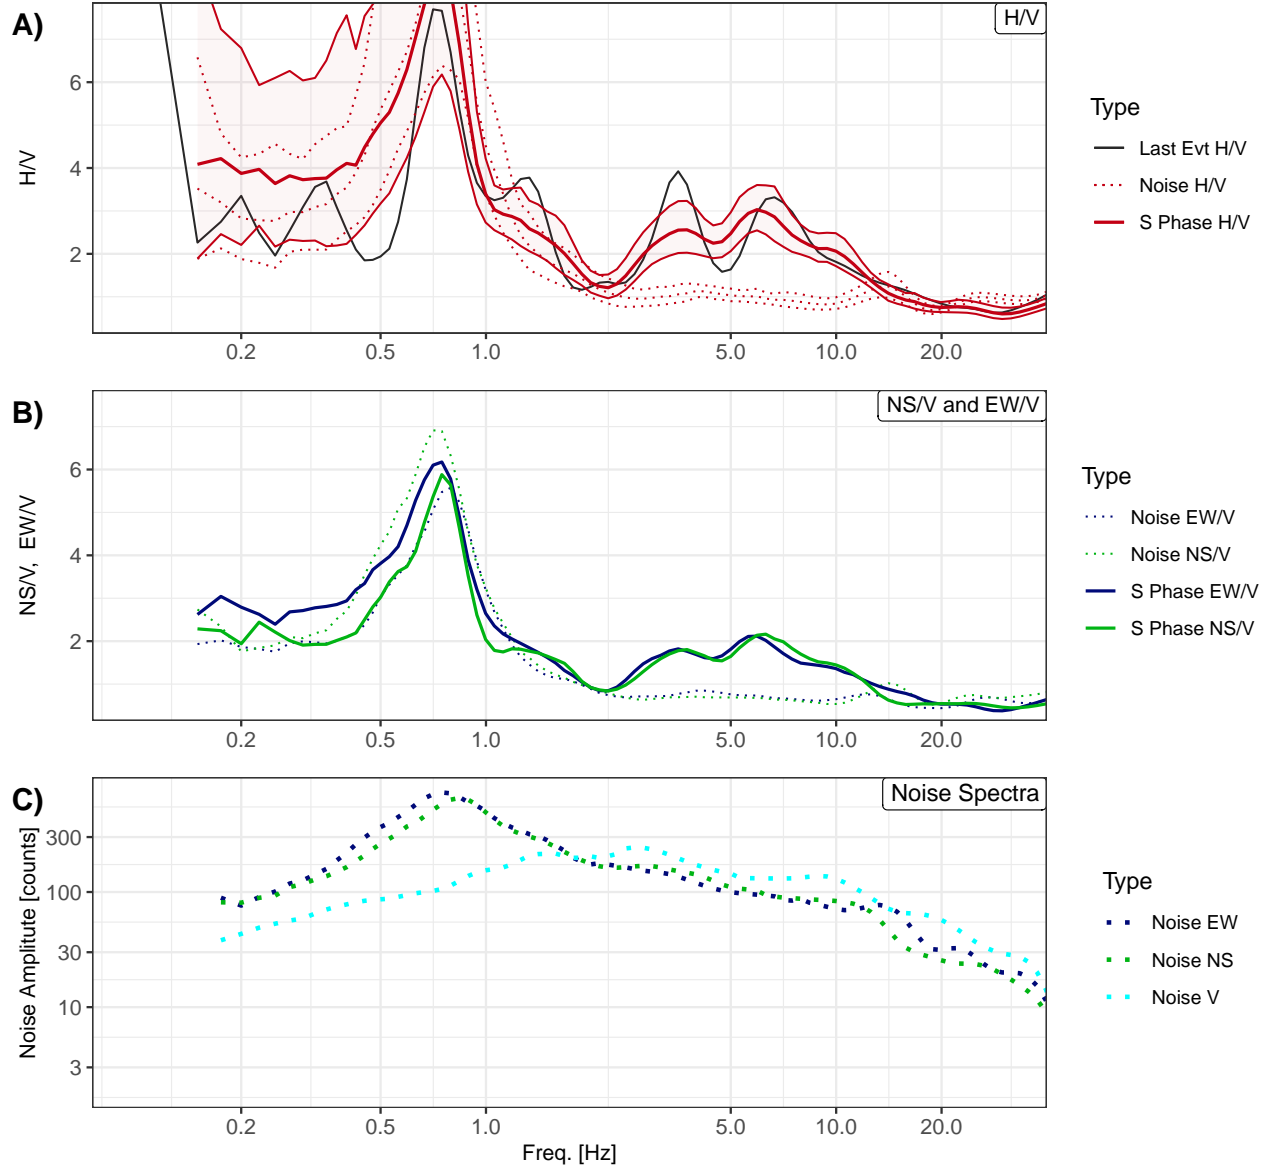 A)
H/V
H/V
6
4
2
0.2 0.5 1.0 5.0 10.0 20.0
Type
Last Evt H/V
Noise H/V
S Phase H/V
B)
NS/V and EW/V
NS/V, EW/V
6
4
2
0.2 0.5 1.0 5.0 10.0 20.0
Type
Noise EW/V
Noise NS/V
S Phase EW/V
S Phase NS/V
C)
Noise Spectra
Noise Amplitute [counts]
300
100
30
10
3
0.2 0.5 1.0 5.0 10.0 20.0
Freq. [Hz]
Type
Noise EW
Noise NS
Noise V